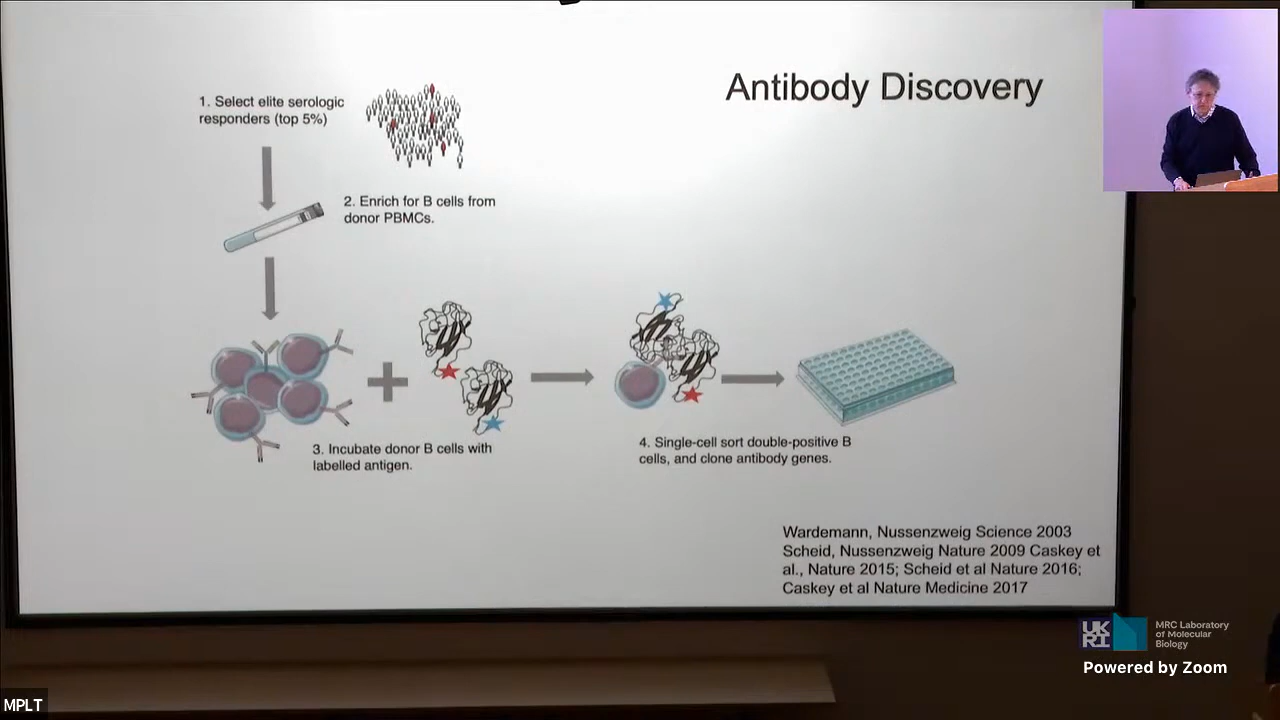 Antibody Discovery
1. Select elite serologic
responders (top 5%)
2. Enrich for B cells from
donor PBMCs.
3. Incubate donor B cells with
labelled antigen.
4. Single-cell sort double-positive B
cells, and clone antibody genes.
Wardemann, Nussenzweig Science 2003
Scheid, Nussenzweig Nature 2009 Caskey et
al., Nature 2015; Scheid et al Nature 2016;
Caskey et al Nature Medicine 2017
UK
RI
MRC Laboratory
of Molecular
Biology
Powered by Zoom
MPLT